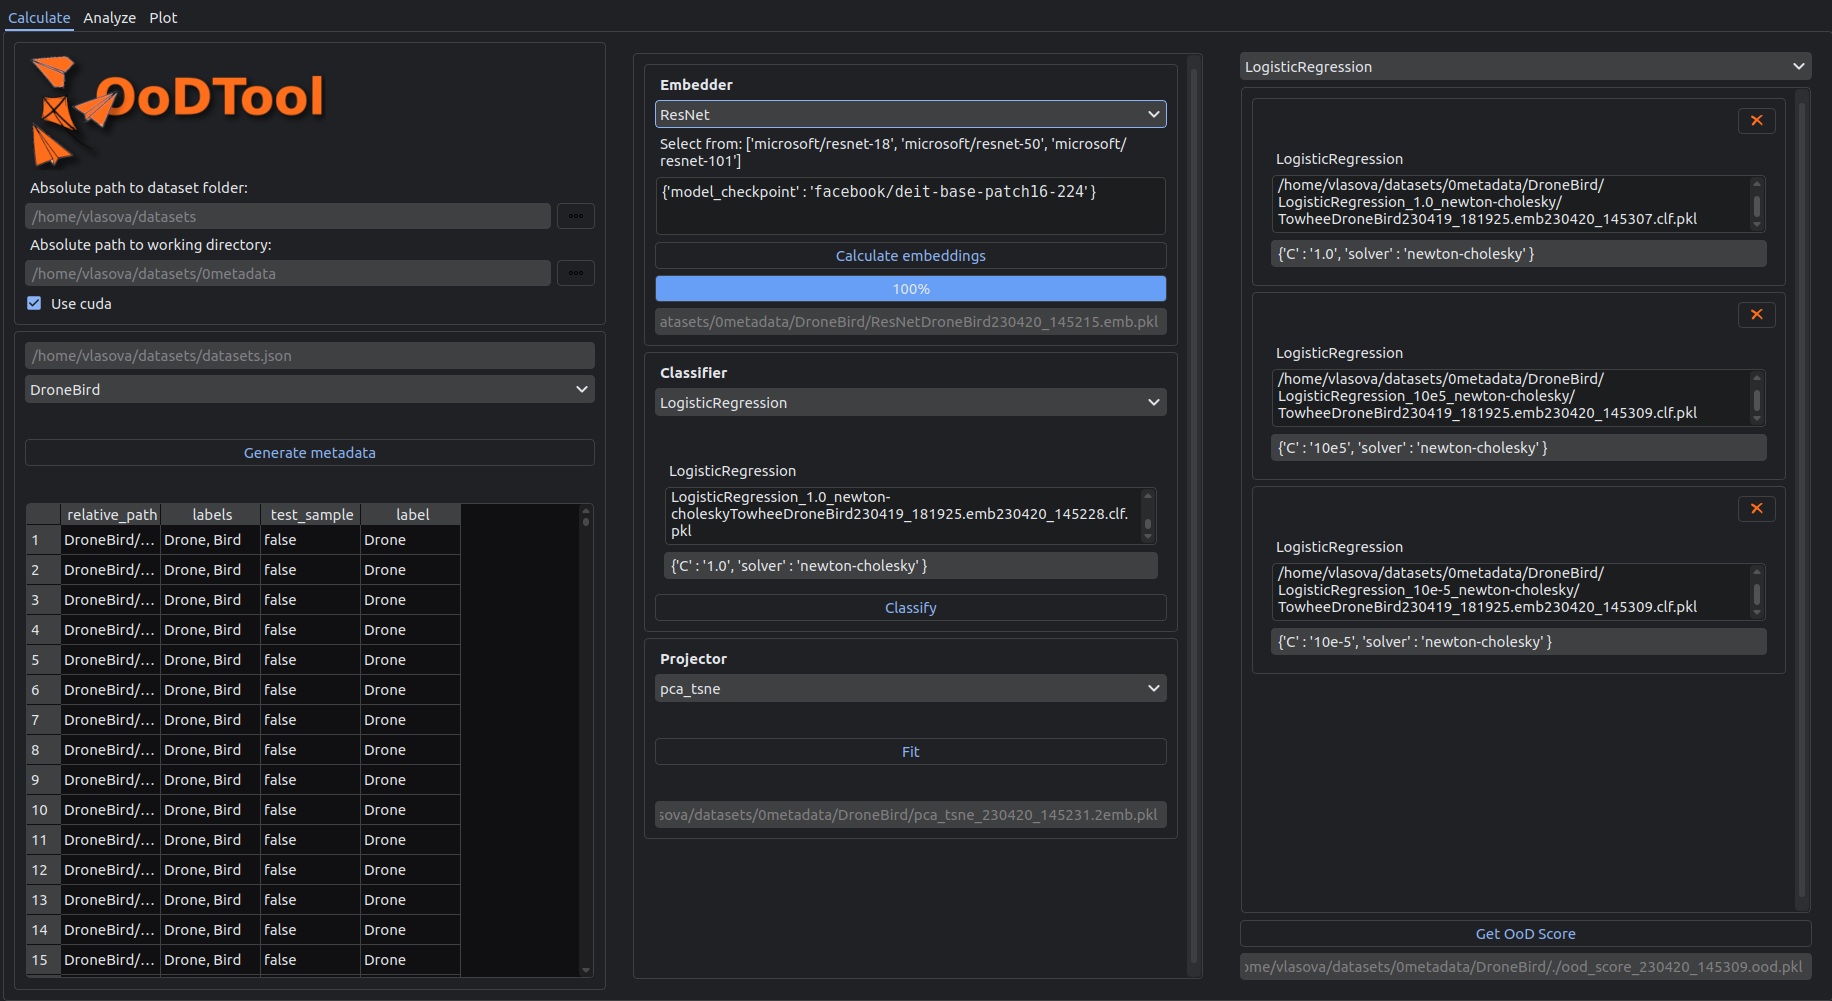 Calculate Analyze Plot
OoDTool
Absolute path to dataset folder:
/home/vlasova/datasets
Absolute path to working directory:
/home/vlasova/datasets/0metadata
Use cuda
/home/vlasova/datasets/datasets.json
DroneBird
Generate metadata
relative_path labels test_sample label
1 DroneBird/... Drone, Bird false Drone
2 DroneBird/... Drone, Bird false Drone
3 DroneBird/... Drone, Bird false Drone
4 DroneBird/... Drone, Bird false Drone
5 DroneBird/... Drone, Bird false Drone
6 DroneBird/... Drone, Bird false Drone
7 DroneBird/... Drone, Bird false Drone
8 DroneBird/... Drone, Bird false Drone
9 DroneBird/... Drone, Bird false Drone
10 DroneBird/... Drone, Bird false Drone
11 DroneBird/... Drone, Bird false Drone
12 DroneBird/... Drone, Bird false Drone
13 DroneBird/... Drone, Bird false Drone
14 DroneBird/... Drone, Bird false Drone
15 DroneBird/... Drone, Bird false Drone
Embedder
ResNet
Select from: ['microsoft/resnet-18', 'microsoft/resnet-50', 'microsoft/
resnet-101']
{'model_checkpoint' : 'facebook/deit-base-patch16-224'}
Calculate embeddings
100%
atasets/0metadata/DroneBird/ResNetDroneBird230420_145215.emb.pkl
Classifier
LogisticRegression
LogisticRegression
LogisticRegression_1.0_newton-
choleskyTowheeDroneBird230419_181925.emb230420_145228.clf.
pkl
{'C' : '1.0', 'solver' : 'newton-cholesky' }
Classify
Projector
pca_tsne
Fit
sova/datasets/0metadata/DroneBird/pca_tsne_230420_145231.2emb.pkl
LogisticRegression
LogisticRegression
/home/vlasova/datasets/0metadata/DroneBird/
LogisticRegression_1.0_newton-cholesky/
TowheeDroneBird230419_181925.emb230420_145307.clf.pkl
{'C' : '1.0', 'solver' : 'newton-cholesky' }
LogisticRegression
/home/vlasova/datasets/0metadata/DroneBird/
LogisticRegression_10e5_newton-cholesky/
TowheeDroneBird230419_181925.emb230420_145309.clf.pkl
{'C' : '10e5', 'solver' : 'newton-cholesky' }
LogisticRegression
/home/vlasova/datasets/0metadata/DroneBird/
LogisticRegression_10e-5_newton-cholesky/
TowheeDroneBird230419_181925.emb230420_145309.clf.pkl
{'C' : '10e-5', 'solver' : 'newton-cholesky' }
Get OoD Score
ome/vlasova/datasets/0metadata/DroneBird/./ood_score_230420_145309.ood.pkl